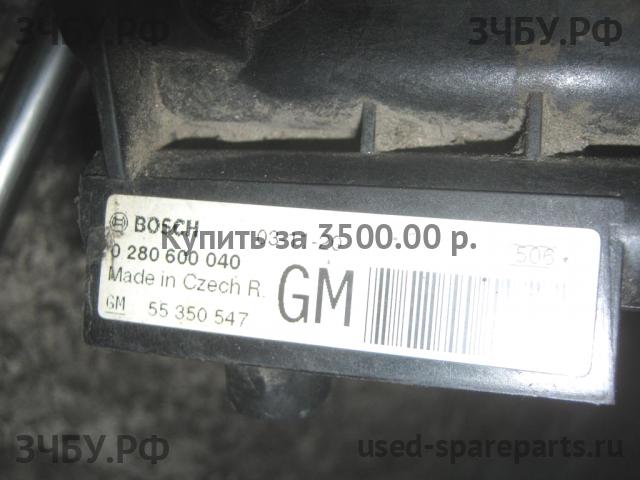 ЗЧБУ.РФ ЗЧБУ.РФ
BOSCH
Купить за 3500.00 р.
506
0 280 600 040
Made in Czech R.
GM
GM 55 350 547
ЗЧБУ.РФ used-spareparts.ru